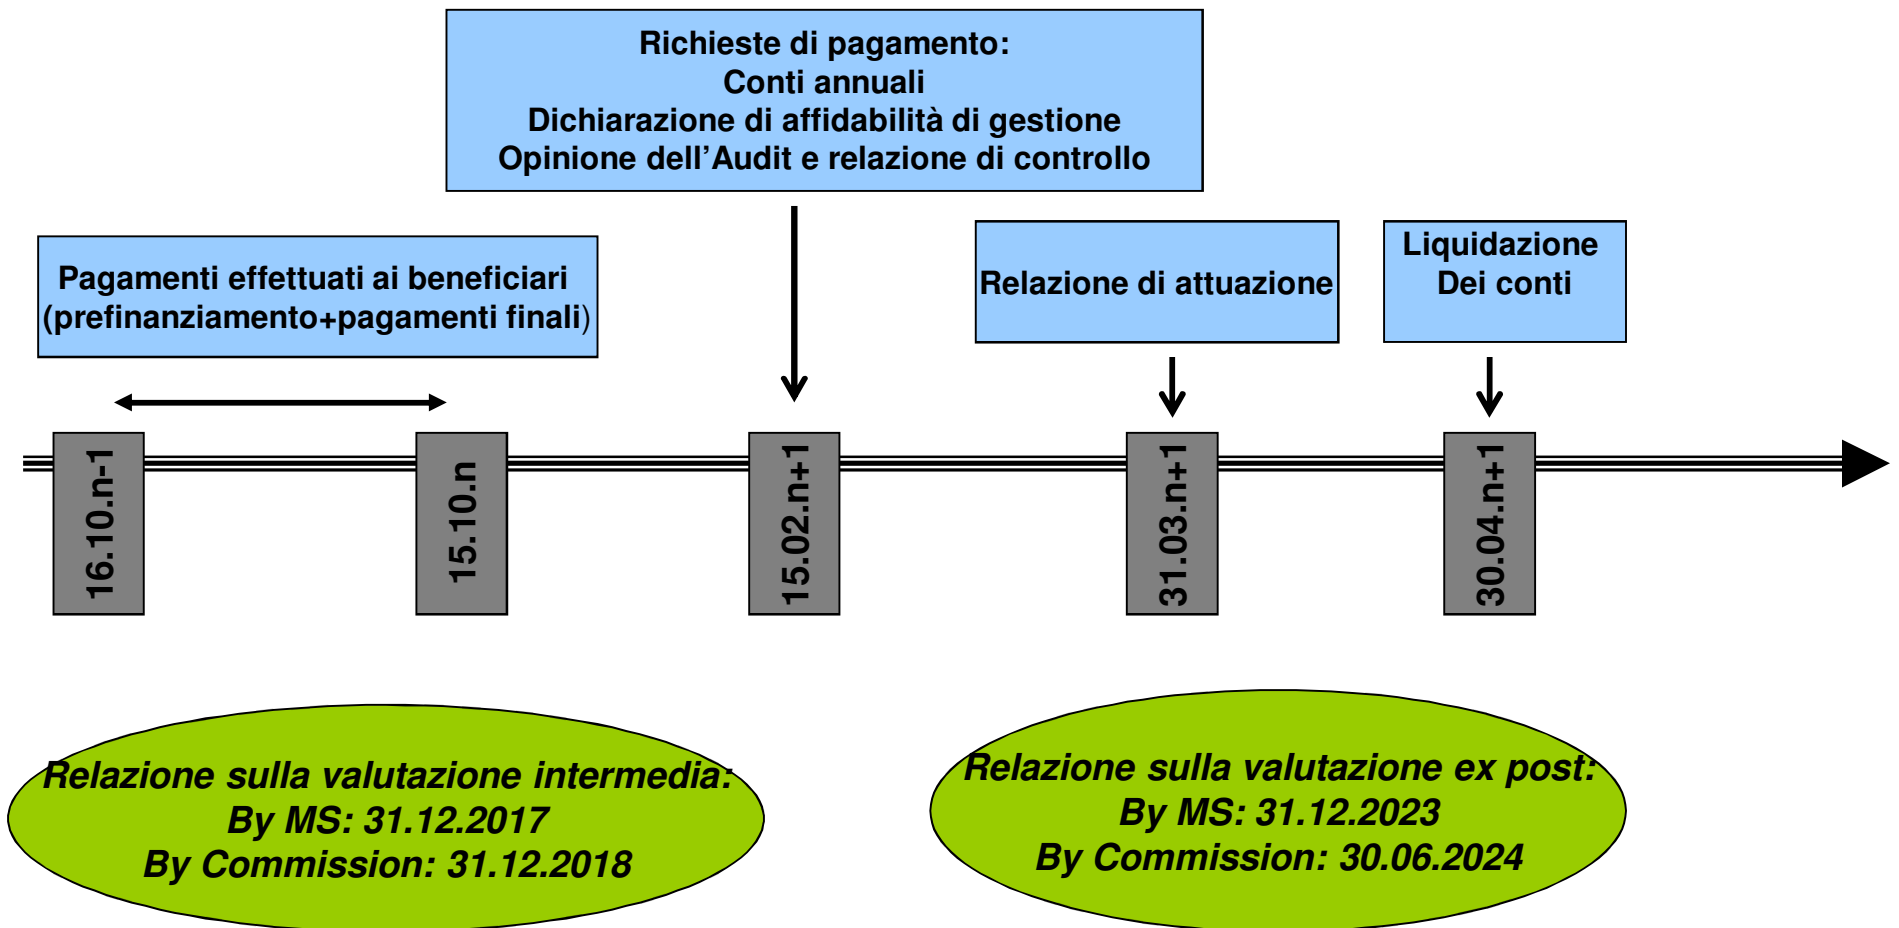 Richieste di pagamento:
Conti annuali
Dichiarazione di affidabilità di gestione
Opinione dell’Audit e relazione di controllo
Pagamenti effettuati ai beneficiari
(prefinanziamento+pagamenti finali)
Relazione di attuazione
Liquidazione
Dei conti
16.10.n-1
15.10.n
15.02.n+1
31.03.n+1
30.04.n+1
Relazione sulla valutazione intermedia:
By MS: 31.12.2017
By Commission: 31.12.2018
Relazione sulla valutazione ex post:
By MS: 31.12.2023
By Commission: 30.06.2024